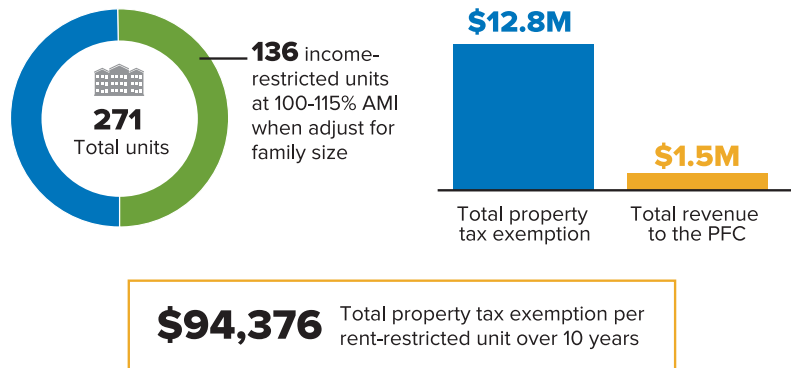 271
Total units
136 income-
restricted units
at 100-115% AMI
when adjust for
family size
$12.8M
$1.5M
Total property
tax exemption
Total revenue
to the PFC
$94,376
Total property tax exemption per
rent-restricted unit over 10 years